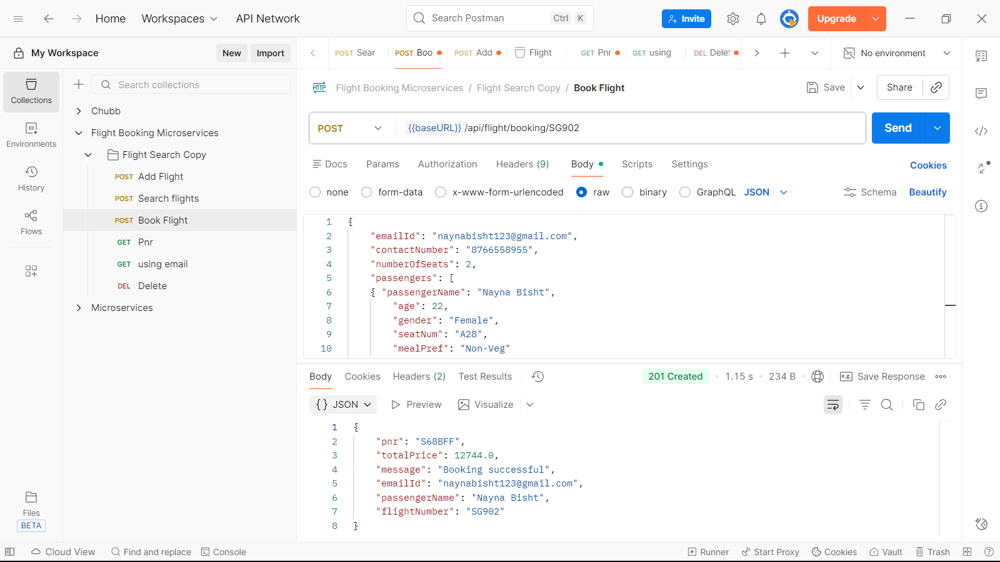 Home Workspaces API Network Search Postman Ctrl K Invite Upgrade
My Workspace New Import POST Sear POST Boo POST Add Flight GET Pnr GET using DEL Delet No environment
Collections
Environments
History
Flows
Files
BETA
Search collections
Chubb
Flight Booking Microservices
Flight Search Copy
POST Add Flight
POST Search flights
POST Book Flight
GET Pnr
GET using email
DEL Delete
Microservices
HTTP Flight Booking Microservices / Flight Search Copy / Book Flight Save Share
POST {{baseURL}} /api/flight/booking/SG902 Send
Docs Params Authorization Headers (9) Body Scripts Settings Cookies
none form-data x-www-form-urlencoded raw binary GraphQL JSON Schema Beautify
1 {
2 "emailId": "naynabisht123@gmail.com",
3 "contactNumber": "8766558955",
4 "numberOfSeats": 2,
5 "passengers": [
6 { "passengerName": "Nayna Bisht",
7 "age": 22,
8 "gender": "Female",
9 "seatNum": "A28",
10 "mealPref": "Non-Veg"
Body Cookies Headers (2) Test Results 201 Created 1.15 s 234 B e.g. Save Response
{} JSON Preview Visualize
1 {
2 "pnr": "S68BFF",
3 "totalPrice": 12744.0,
4 "message": "Booking successful",
5 "emailId": "naynabisht123@gmail.com",
6 "passengerName": "Nayna Bisht",
7 "flightNumber": "SG902"
8 }
Cloud View Find and replace Console Runner Start Proxy Cookies Vault Trash